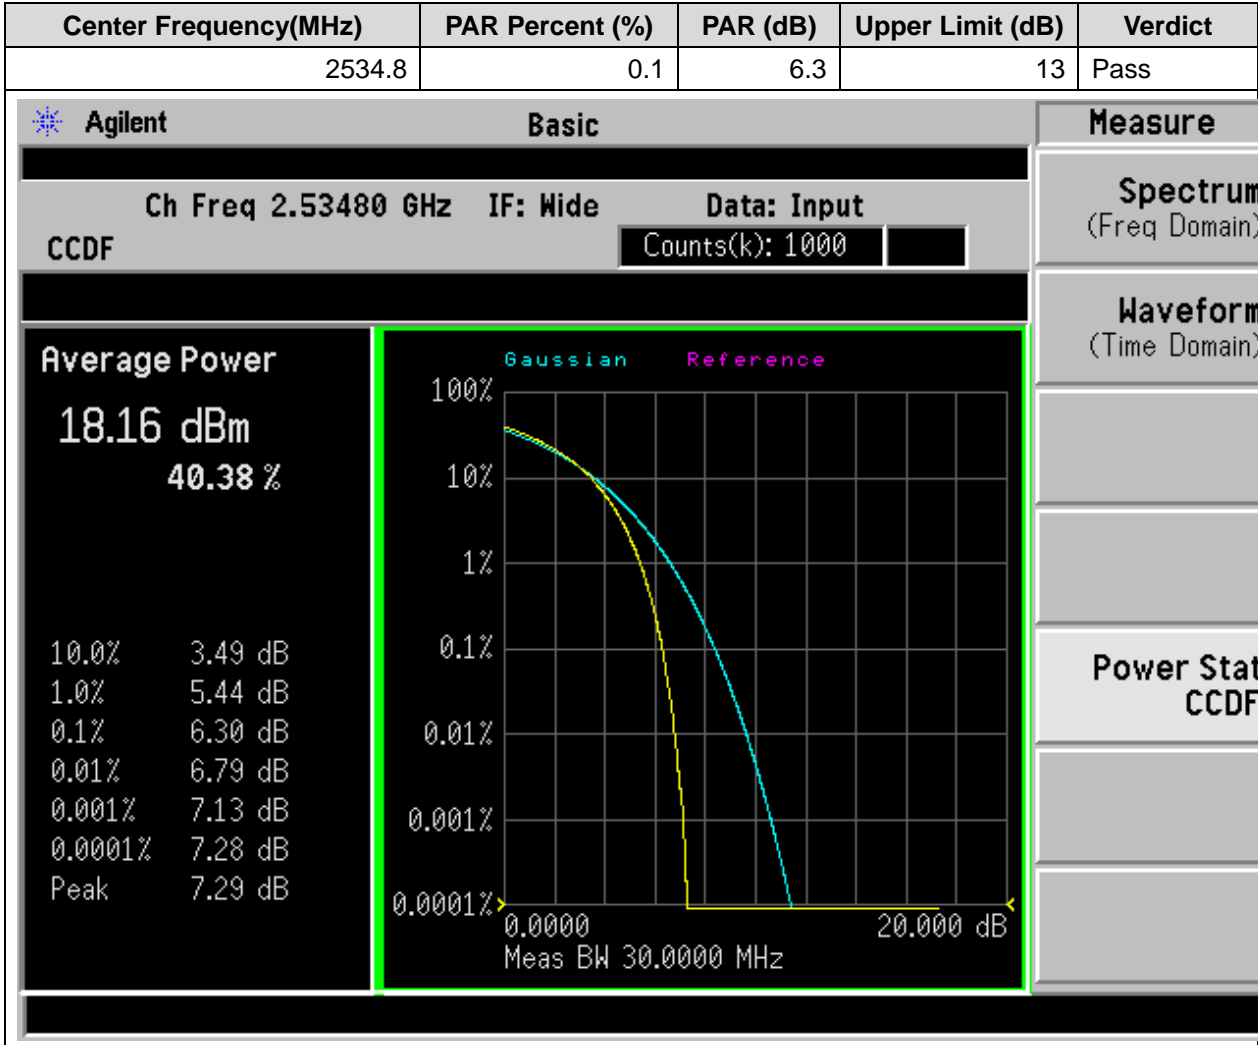 Center Frequency(MHz) PAR Percent (%) PAR (dB) Upper Limit (dB) Verdict
2534.8 0.1 6.3 13 Pass
Agilent Basic Measure
Ch Freq 2.53480 GHz IF: Wide Data: Input
CCDF Counts(k): 1000
Spectrum
(Freq Domain)
Waveform
(Time Domain)
Power Stat
CCDF
Average Power
18.16 dBm
40.38 %
10.0% 3.49 dB
1.0% 5.44 dB
0.1% 6.30 dB
0.01% 6.79 dB
0.001% 7.13 dB
0.0001% 7.28 dB
Peak 7.29 dB
Gaussian Reference
100%
10%
1%
0.1%
0.01%
0.001%
0.0001%
0.0000 20.000 dB
Meas BW 30.0000 MHz